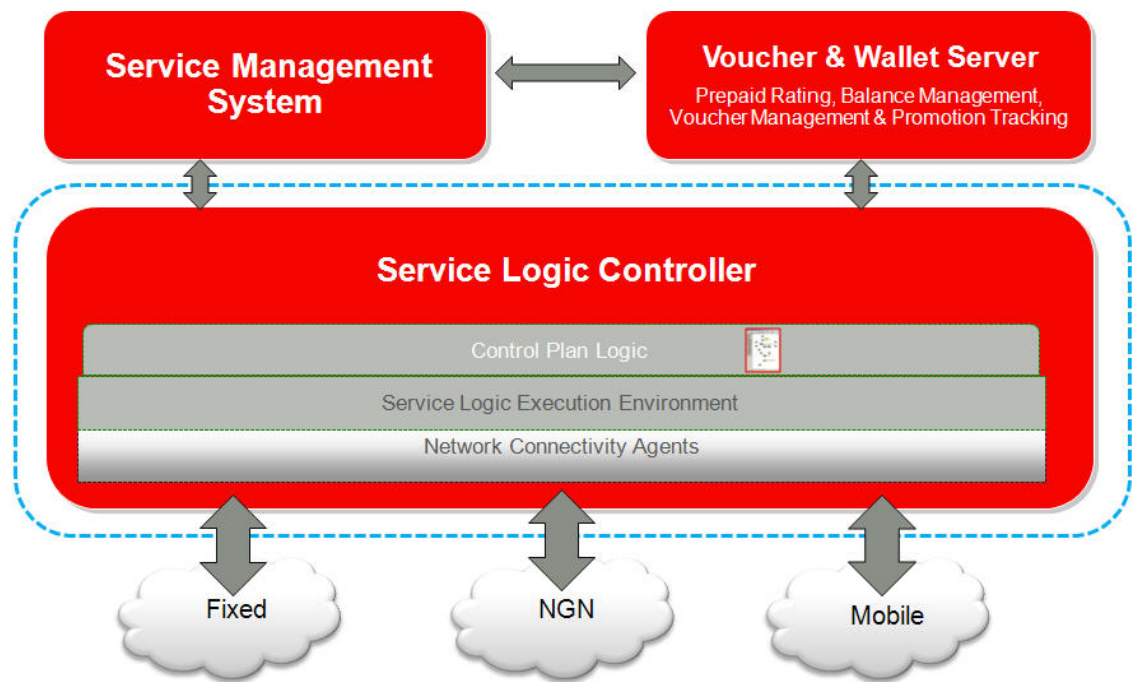 Service Management
System
Voucher & Wallet Server
Prepaid Rating, Balance Management,
Voucher Management & Promotion Tracking
Service Logic Controller
Control Plan Logic
Service Logic Execution Environment
Network Connectivity Agents
Fixed
NGN
Mobile